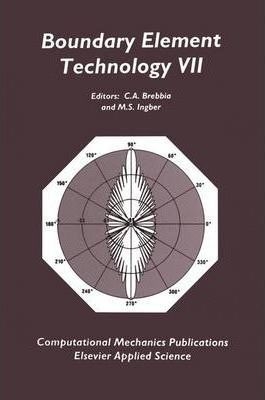 Boundary Element
Technology VII
Editors: C.A. Brebbia
and M.S. Ingber
90°
120°
60°
150°
30°
180°
0°
210°
330°
240°
300°
270°
Computational Mechanics Publications
Elsevier Applied Science